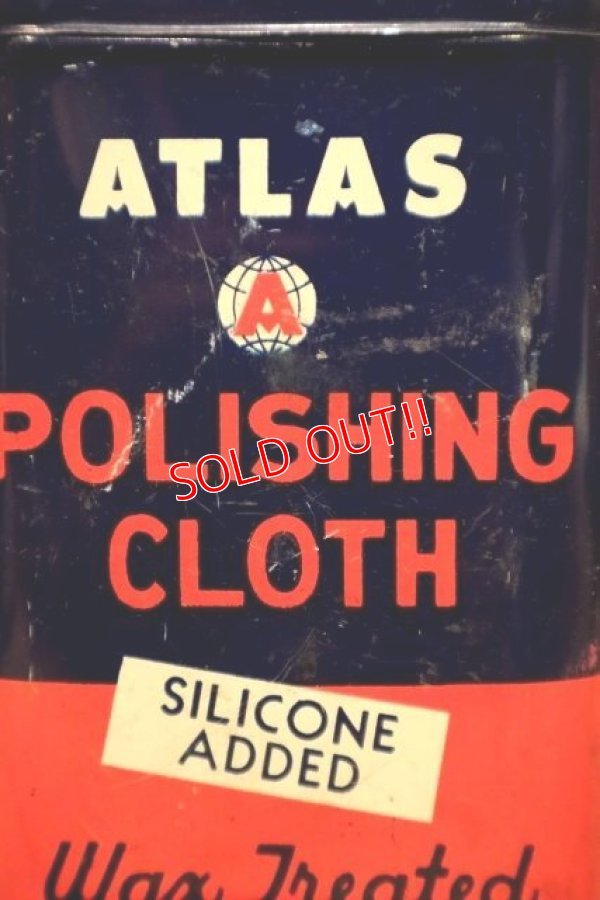 ATLAS
A
POLISHING
SOLD OUT!!
CLOTH
SILICONE
ADDED
Wax Treated